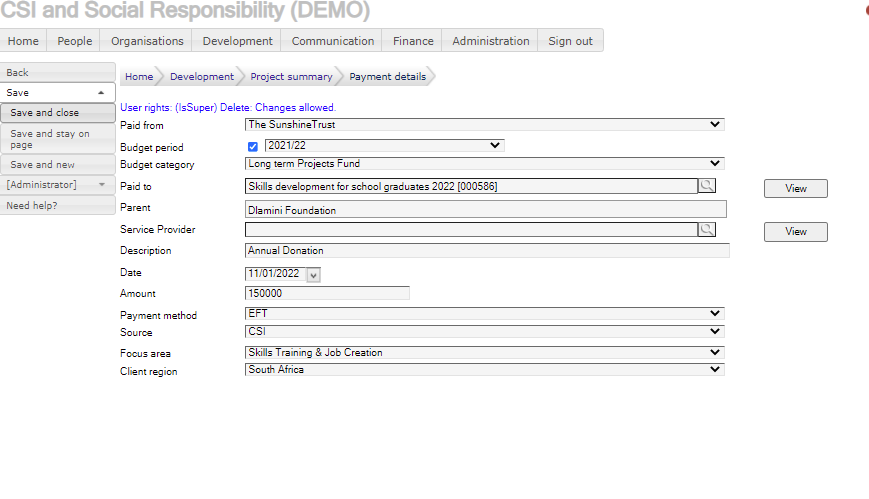 CSI and Social Responsibility (DEMO)
Home People Organisations Development Communication Finance Administration Sign out
Back
Save
Save and close
Save and stay on
page
Save and new
[Administrator]
Need help?
Home Development Project summary Payment details
User rights: (IsSuper) Delete: Changes allowed.
Paid from The SunshineTrust
Budget period 2021/22
Budget category Long term Projects Fund
Paid to Skills development for school graduates 2022 [000586] View
Parent Dlamini Foundation
Service Provider View
Description Annual Donation
Date 11/01/2022
Amount 150000
Payment method EFT
Source CSI
Focus area Skills Training & Job Creation
Client region South Africa